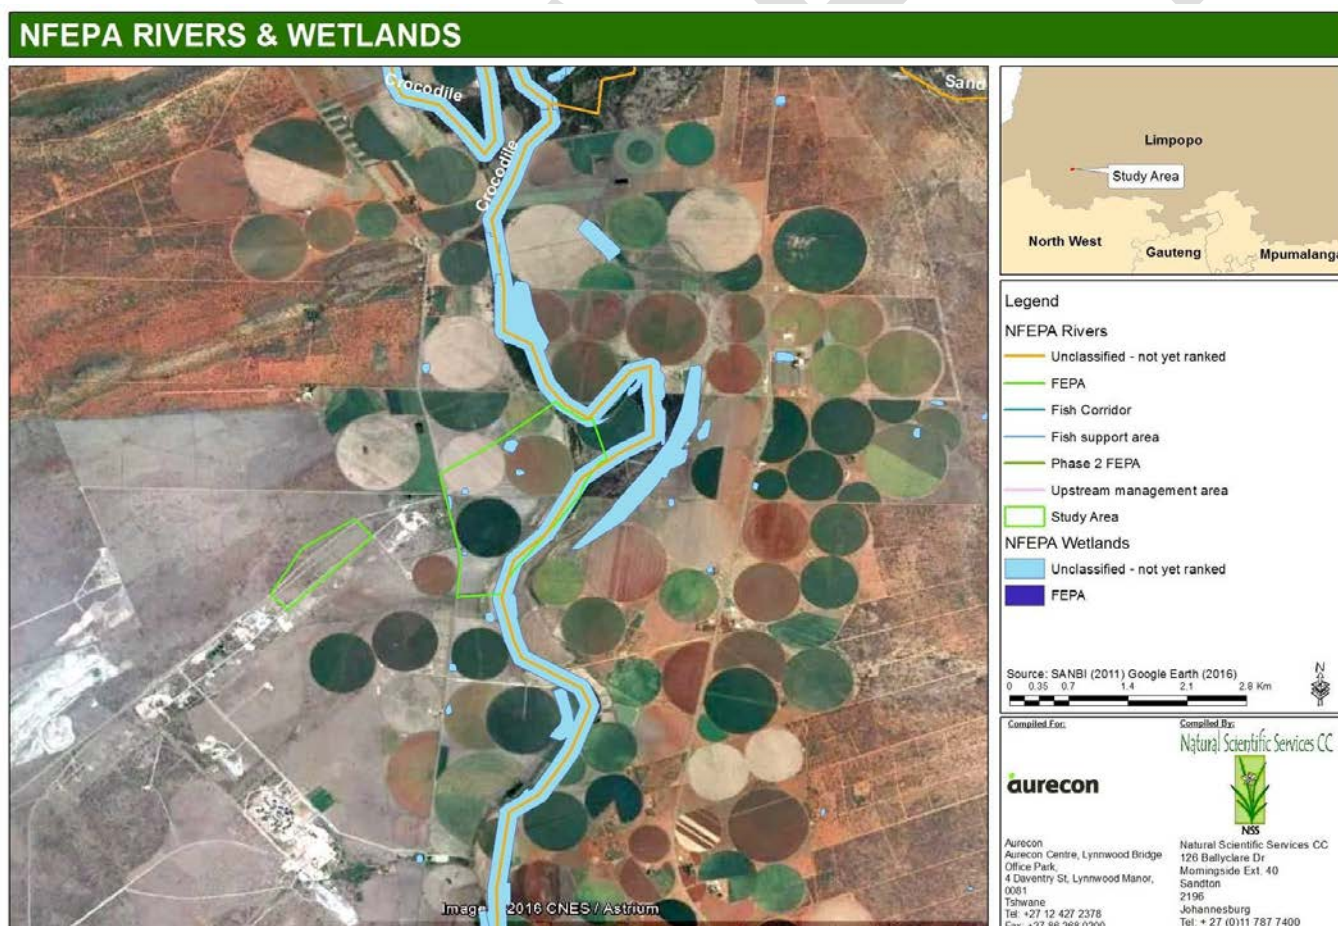 NFEPA RIVERS & WETLANDS
Crocodile
Sand
Crocodile
Image 2016 CNES / Astrium
Limpopo
Study Area
North West
Gauteng
Mpumalanga
Legend
NFEPA Rivers
Unclassified - not yet ranked
FEPA
Fish Corridor
Fish support area
Phase 2 FEPA
Upstream management area
Study Area
NFEPA Wetlands
Unclassified - not yet ranked
FEPA
Source: SANBI (2011) Google Earth (2016)
N
0 0.35 0.7 1.4 2.1 2.8 Km
Compiled For:
aurecon
Aurecon
Aurecon Centre, Lynnwood Bridge
Office Park,
4 Daventry St, Lynnwood Manor,
0081
Tshwane
Tel: +27 12 427 2378
Compiled By:
Natural Scientific Services CC
NSS
Natural Scientific Services CC
126 Ballyclare Dr
Morningside Ext. 40
Sandton
2196
Johannesburg
Tel: + 27 (0)11 787 7400